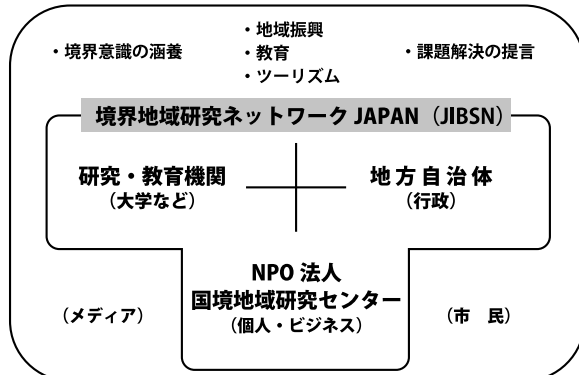 ・境界意識の涵養
・地域振興
・教育
・ツーリズム
・課題解決の提言
境界地域研究ネットワーク JAPAN（JIBSN）
研究・教育機関
（大学など）
地方自治体
（行政）
NPO 法人
国境地域研究センター
（個人・ビジネス）
（メディア）
（市　民）